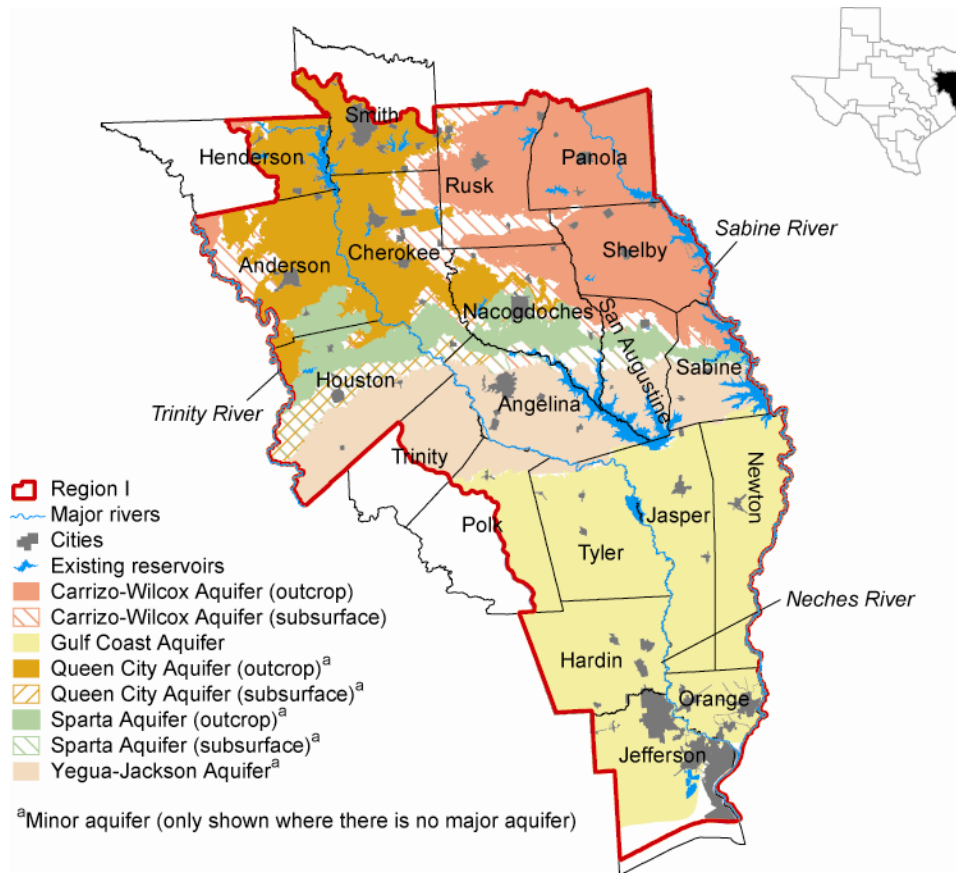 Smith
Henderson
Panola
Rusk
Sabine River
Shelby
Cherokee
Anderson
Nacogdoches
San Augustine
Sabine
Houston
Trinity River
Angelina
Trinity
Newton
Polk
Jasper
Tyler
Neches River
Hardin
Orange
Jefferson
Region I
Major rivers
Cities
Existing reservoirs
Carrizo-Wilcox Aquifer (outcrop)
Carrizo-Wilcox Aquifer (subsurface)
Gulf Coast Aquifer
Queen City Aquifer (outcrop)a
Queen City Aquifer (subsurface)a
Sparta Aquifer (outcrop)a
Sparta Aquifer (subsurface)a
Yegua-Jackson Aquifera
aMinor aquifer (only shown where there is no major aquifer)